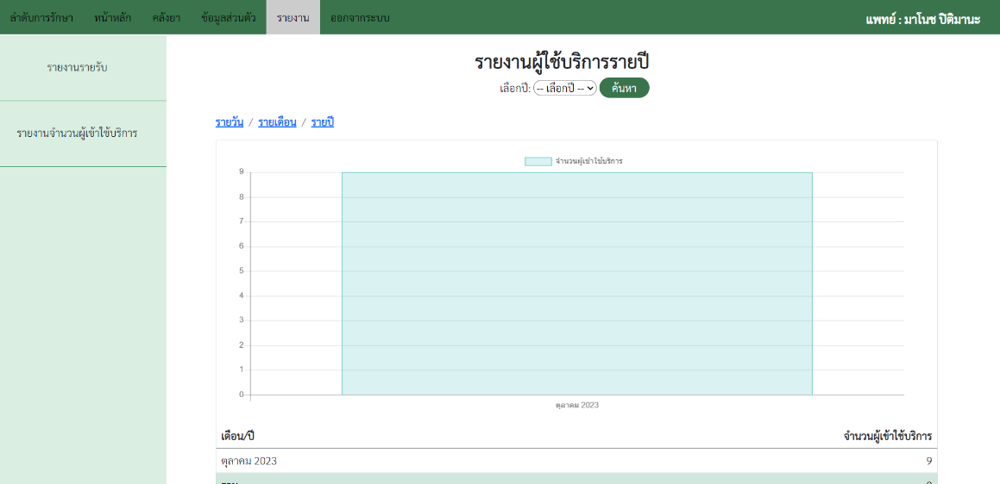 ลำดับการรักษา หน้าหลัก คลังยา ข้อมูลส่วนตัว รายงาน ออกจากระบบ แพทย์ : มาโนช ปิติมานะ
รายงานรายรับ
รายงานจำนวนผู้เข้าใช้บริการ
รายงานผู้ใช้บริการรายปี
เลือกปี: -- เลือกปี -- ค้นหา
รายวัน / รายเดือน / รายปี
จำนวนผู้เข้าใช้บริการ
9
8
7
6
5
4
3
2
1
0
ตุลาคม 2023
เดือน/ปี จำนวนผู้เข้าใช้บริการ
ตุลาคม 2023 9